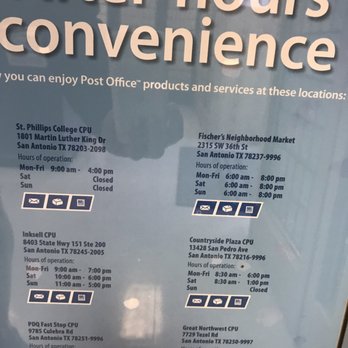 After hours
convenience
you can enjoy Post Office™ products and services at these locations:
St. Phillips College CPU
1801 Martin Luther King Dr
San Antonio TX 78203-2098
Hours of operation:
Mon-Fri 9:00 am - 4:00 pm
Sat Closed
Sun Closed
Fischer's Neighborhood Market
2315 SW 36th St
San Antonio TX 78237-9996
Hours of operation:
Mon-Fri 6:00 am - 8:00 pm
Sat 6:00 am - 8:00 pm
Sun 6:00 am - 8:00 pm
Inksell CPU
8403 State Hwy 151 Ste 200
San Antonio TX 78245-2005
Hours of operation:
Mon-Fri 9:00 am - 7:00 pm
Sat 10:00 am - 6:00 pm
Sun 11:00 am - 5:00 pm
Countryside Plaza CPU
13428 San Pedro Ave
San Antonio TX 78216-9996
Hours of operation:
Mon-Fri 8:30 am - 6:00 pm
Sat 8:30 am - 1:00 pm
Sun Closed
PDQ Fast Stop CPU
9785 Culebra Rd
San Antonio TX 78251-9996
Great Northwest CPU
7729 Tezel Rd
San Antonio TX 78250-9997